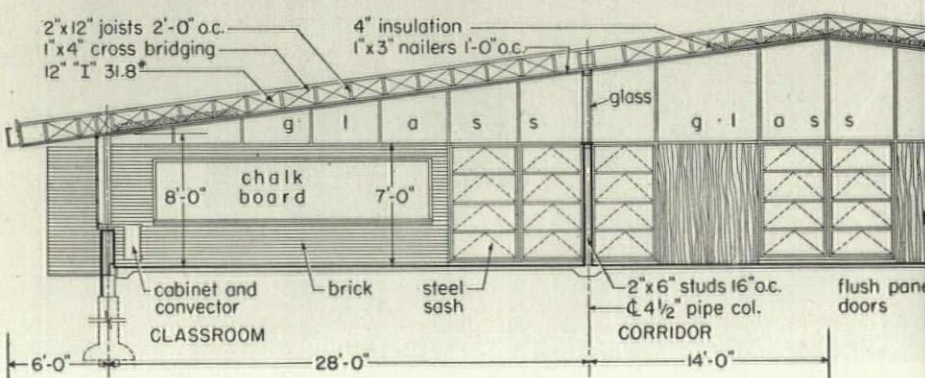 2"x12" joists 2'-0" o.c.
1"x4" cross bridging
12" "I" 31.8#
4" insulation
1"x3" nailers 1'-0" o.c.
glass
glass
glass
chalk
board
8'-0"
7'-0"
cabinet and
convector
brick
steel
sash
2"x6" studs 16" o.c.
℄ 4½" pipe col.
flush pane
doors
CLASSROOM
CORRIDOR
6'-0"
28'-0"
14'-0"